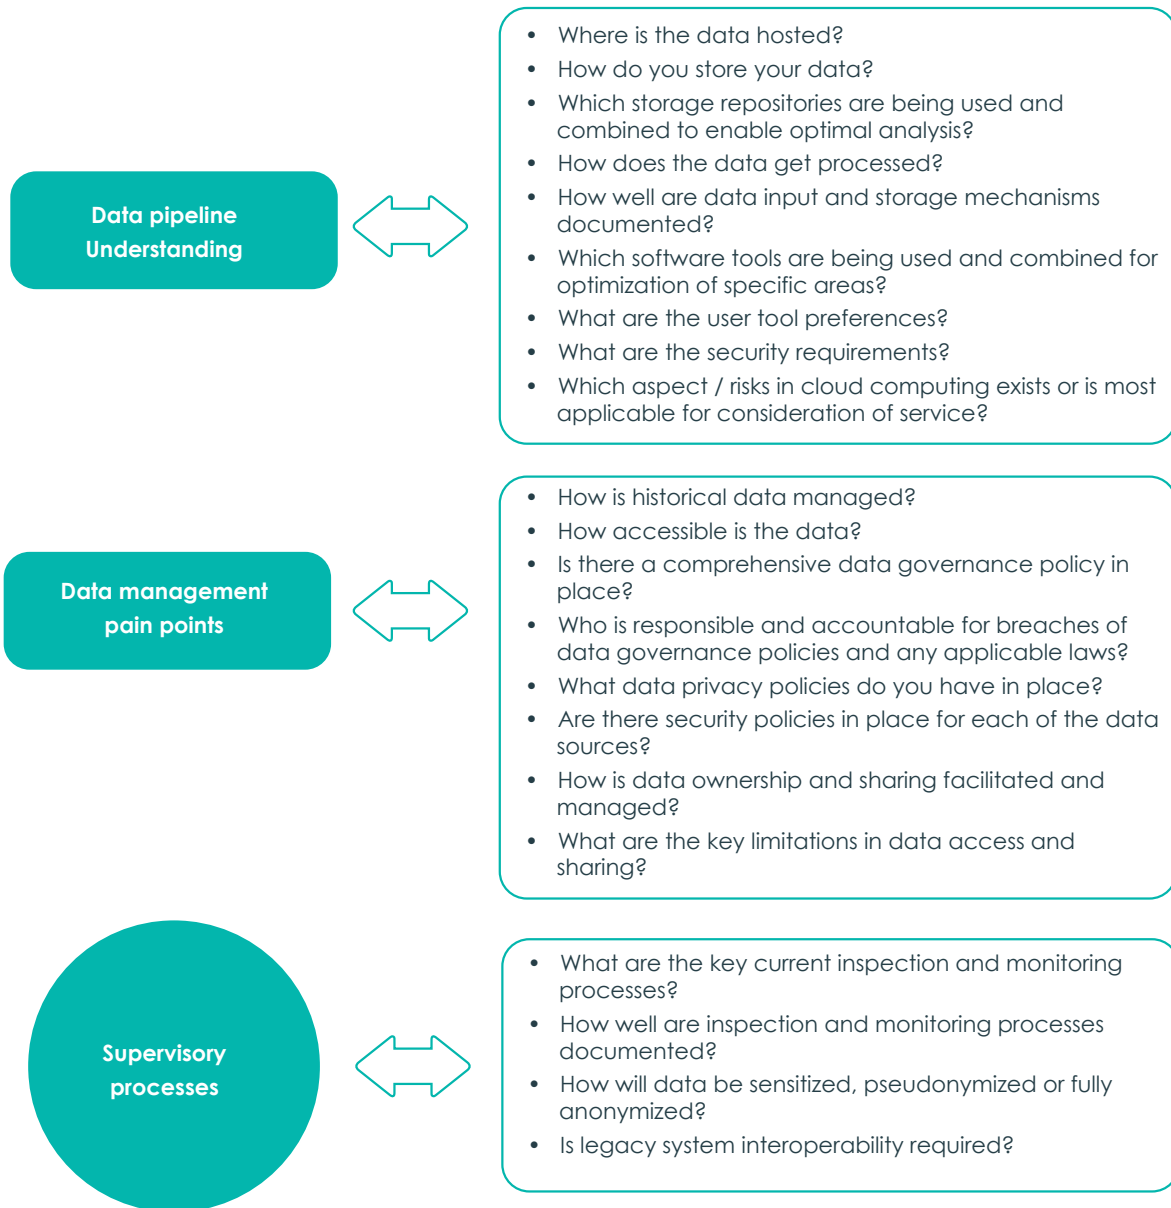 Data pipeline
Understanding
• Where is the data hosted?
• How do you store your data?
• Which storage repositories are being used and
combined to enable optimal analysis?
• How does the data get processed?
• How well are data input and storage mechanisms
documented?
• Which software tools are being used and combined for
optimization of specific areas?
• What are the user tool preferences?
• What are the security requirements?
• Which aspect / risks in cloud computing exists or is most
applicable for consideration of service?
Data management
pain points
• How is historical data managed?
• How accessible is the data?
• Is there a comprehensive data governance policy in
place?
• Who is responsible and accountable for breaches of
data governance policies and any applicable laws?
• What data privacy policies do you have in place?
• Are there security policies in place for each of the data
sources?
• How is data ownership and sharing facilitated and
managed?
• What are the key limitations in data access and
sharing?
Supervisory
processes
• What are the key current inspection and monitoring
processes?
• How well are inspection and monitoring processes
documented?
• How will data be sensitized, pseudonymized or fully
anonymized?
• Is legacy system interoperability required?